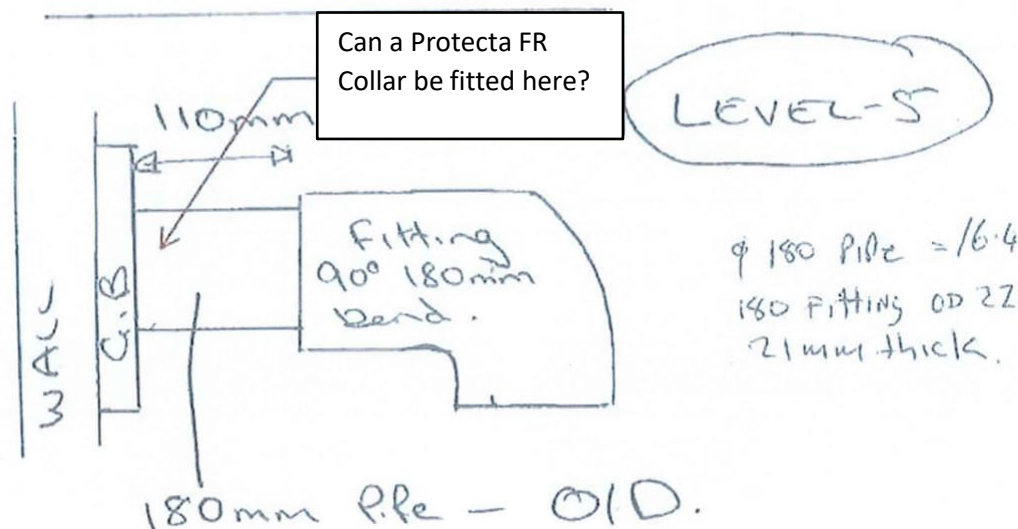 Can a Protecta FR
Collar be fitted here?
LEVEL-5
110mm
Fitting
90° 180mm
bend.
WALL
G.B
φ 180 PiPe = 16.4
180 Fitting OD 22
21mm thick.
180mm PiPe - O/D.